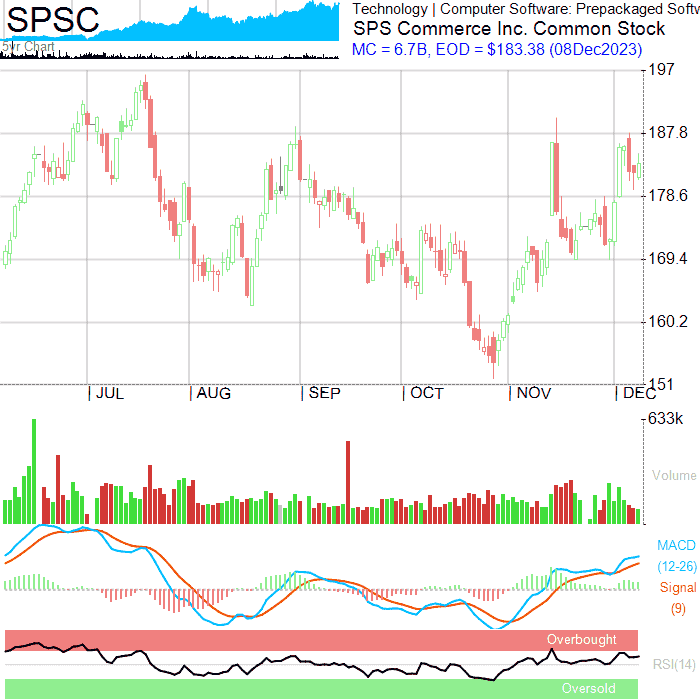 SPSC
5yr Chart
Technology | Computer Software: Prepackaged Softw
SPS Commerce Inc. Common Stock
MC = 6.7B, EOD = $183.38 (08Dec2023)
197
187.8
178.6
169.4
160.2
151
JUL AUG SEP OCT NOV DEC
633k
Volume
MACD
(12-26)
Signal
(9)
Overbought
RSI(14)
Oversold